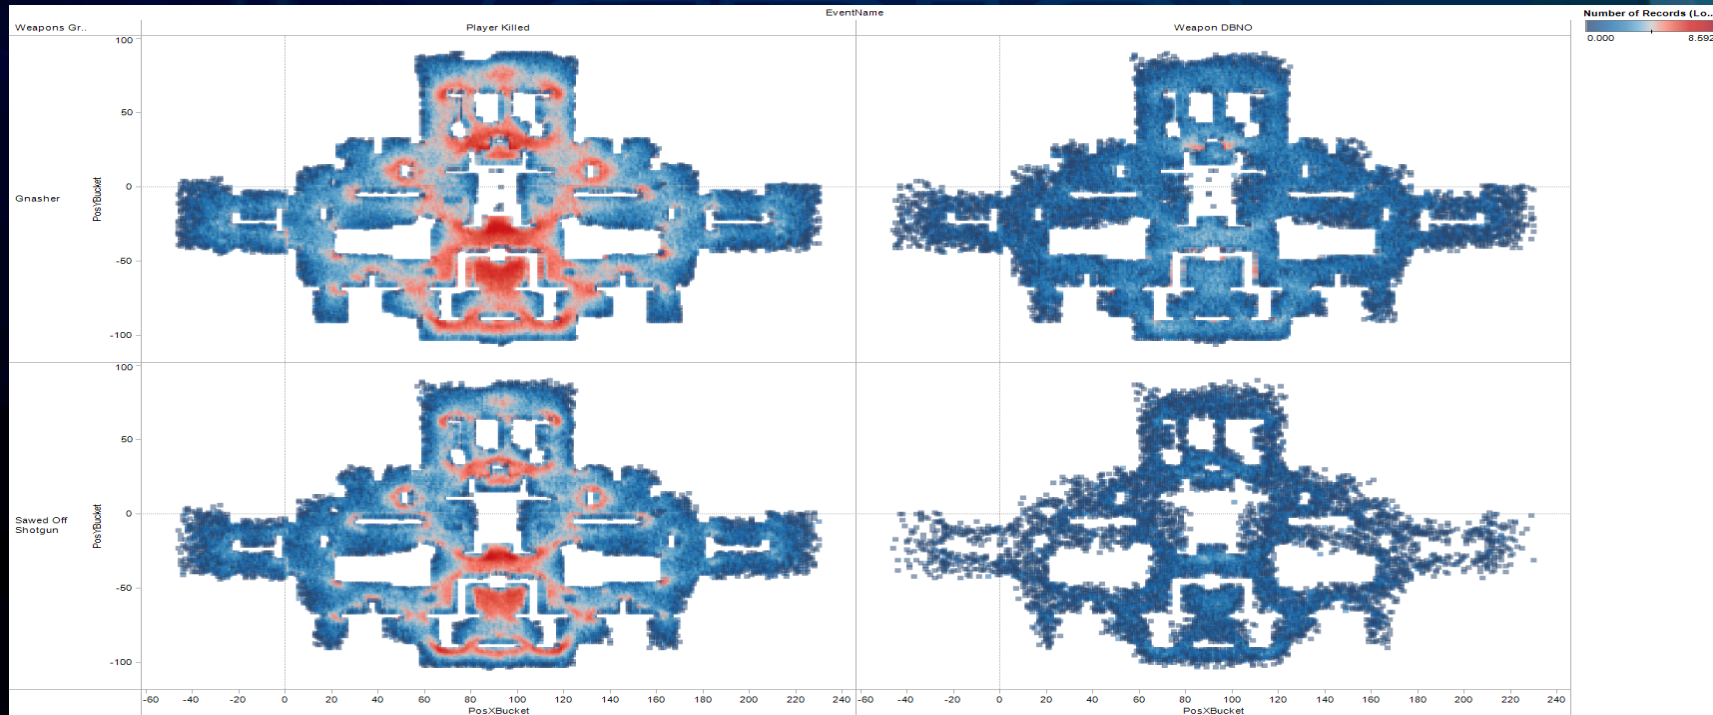 EventName
Weapons Gr..
Player Killed
Weapon DBNO
Number of Records (Lo..
0.000
8.592
Gnasher
PosYBucket
100
50
0
-50
-100
Sawed Off
Shotgun
PosYBucket
100
50
0
-50
-100
-60 -40 -20 0 20 40 60 80 100 120 140 160 180 200 220 240
PosXBucket
-60 -40 -20 0 20 40 60 80 100 120 140 160 180 200 220 240
PosXBucket